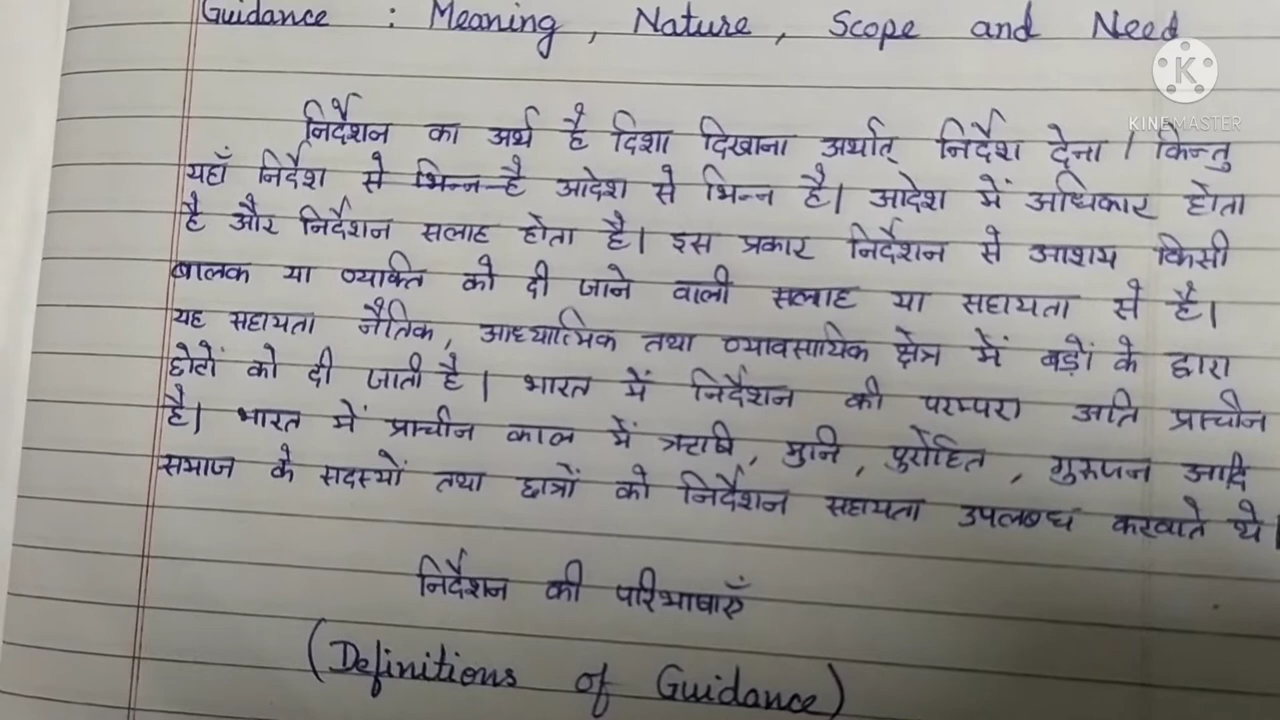 Guidance : Meaning, Nature, Scope and Need
K
KINEMASTER
निर्देशन का अर्थ है दिशा दिखाना अर्थात् निर्देश देना। किन्तु
यहाँ निर्देश से भिन्न है आदेश से भिन्न है। आदेश में अधिकार होता
है और निर्देशन सलाह होता है। इस प्रकार निर्देशन से आशय किसी
बालक या व्यक्ति को दी जाने वाली सलाह या सहायता से है।
यह सहायता नैतिक, आध्यात्मिक तथा व्यावसायिक क्षेत्र में बड़ों के द्वारा
छोटों को दी जाती है। भारत में निर्देशन की परम्परा अति प्राचीन
है। भारत में प्राचीन काल में ऋषि, मुनि, पुरोहित, गुरुजन आदि
समाज के सदस्यों तथा छात्रों को निर्देशन सहायता उपलब्ध करवाते थे।
निर्देशन की परिभाषाएँ
(Definitions of Guidance)